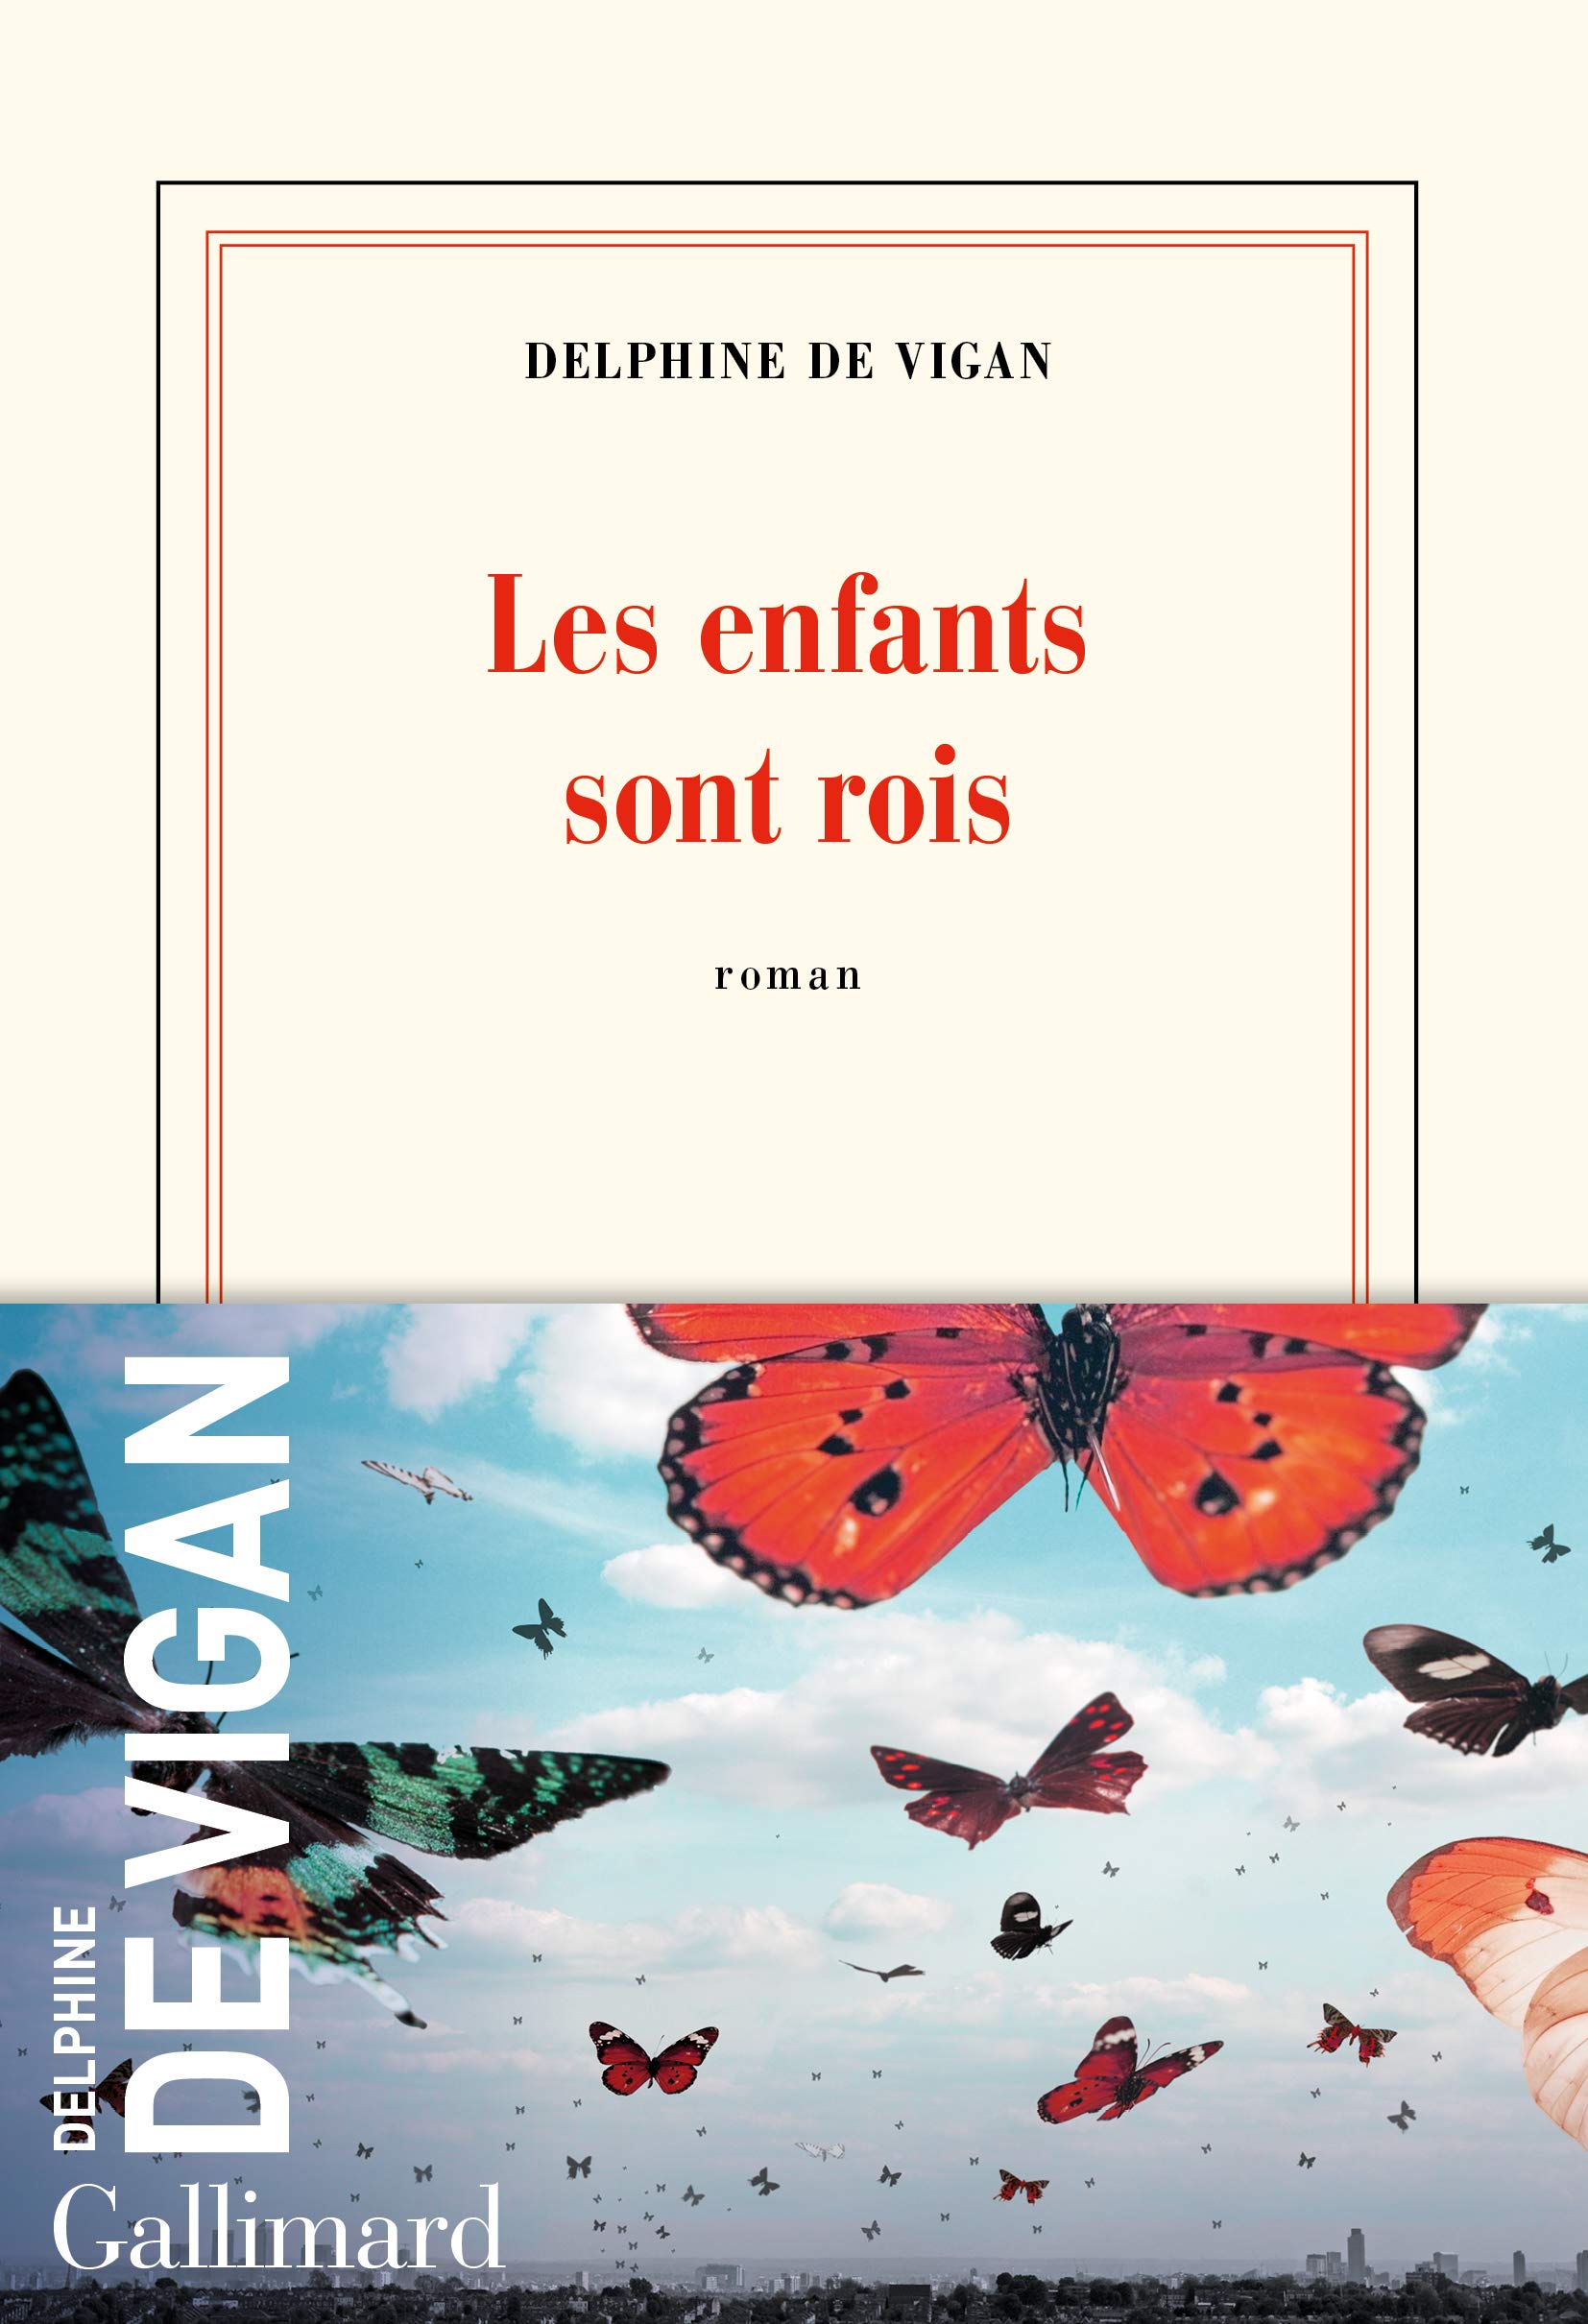 DELPHINE DE VIGAN
Les enfants
sont rois
roman
DELPHINE
DE VIGAN
Gallimard